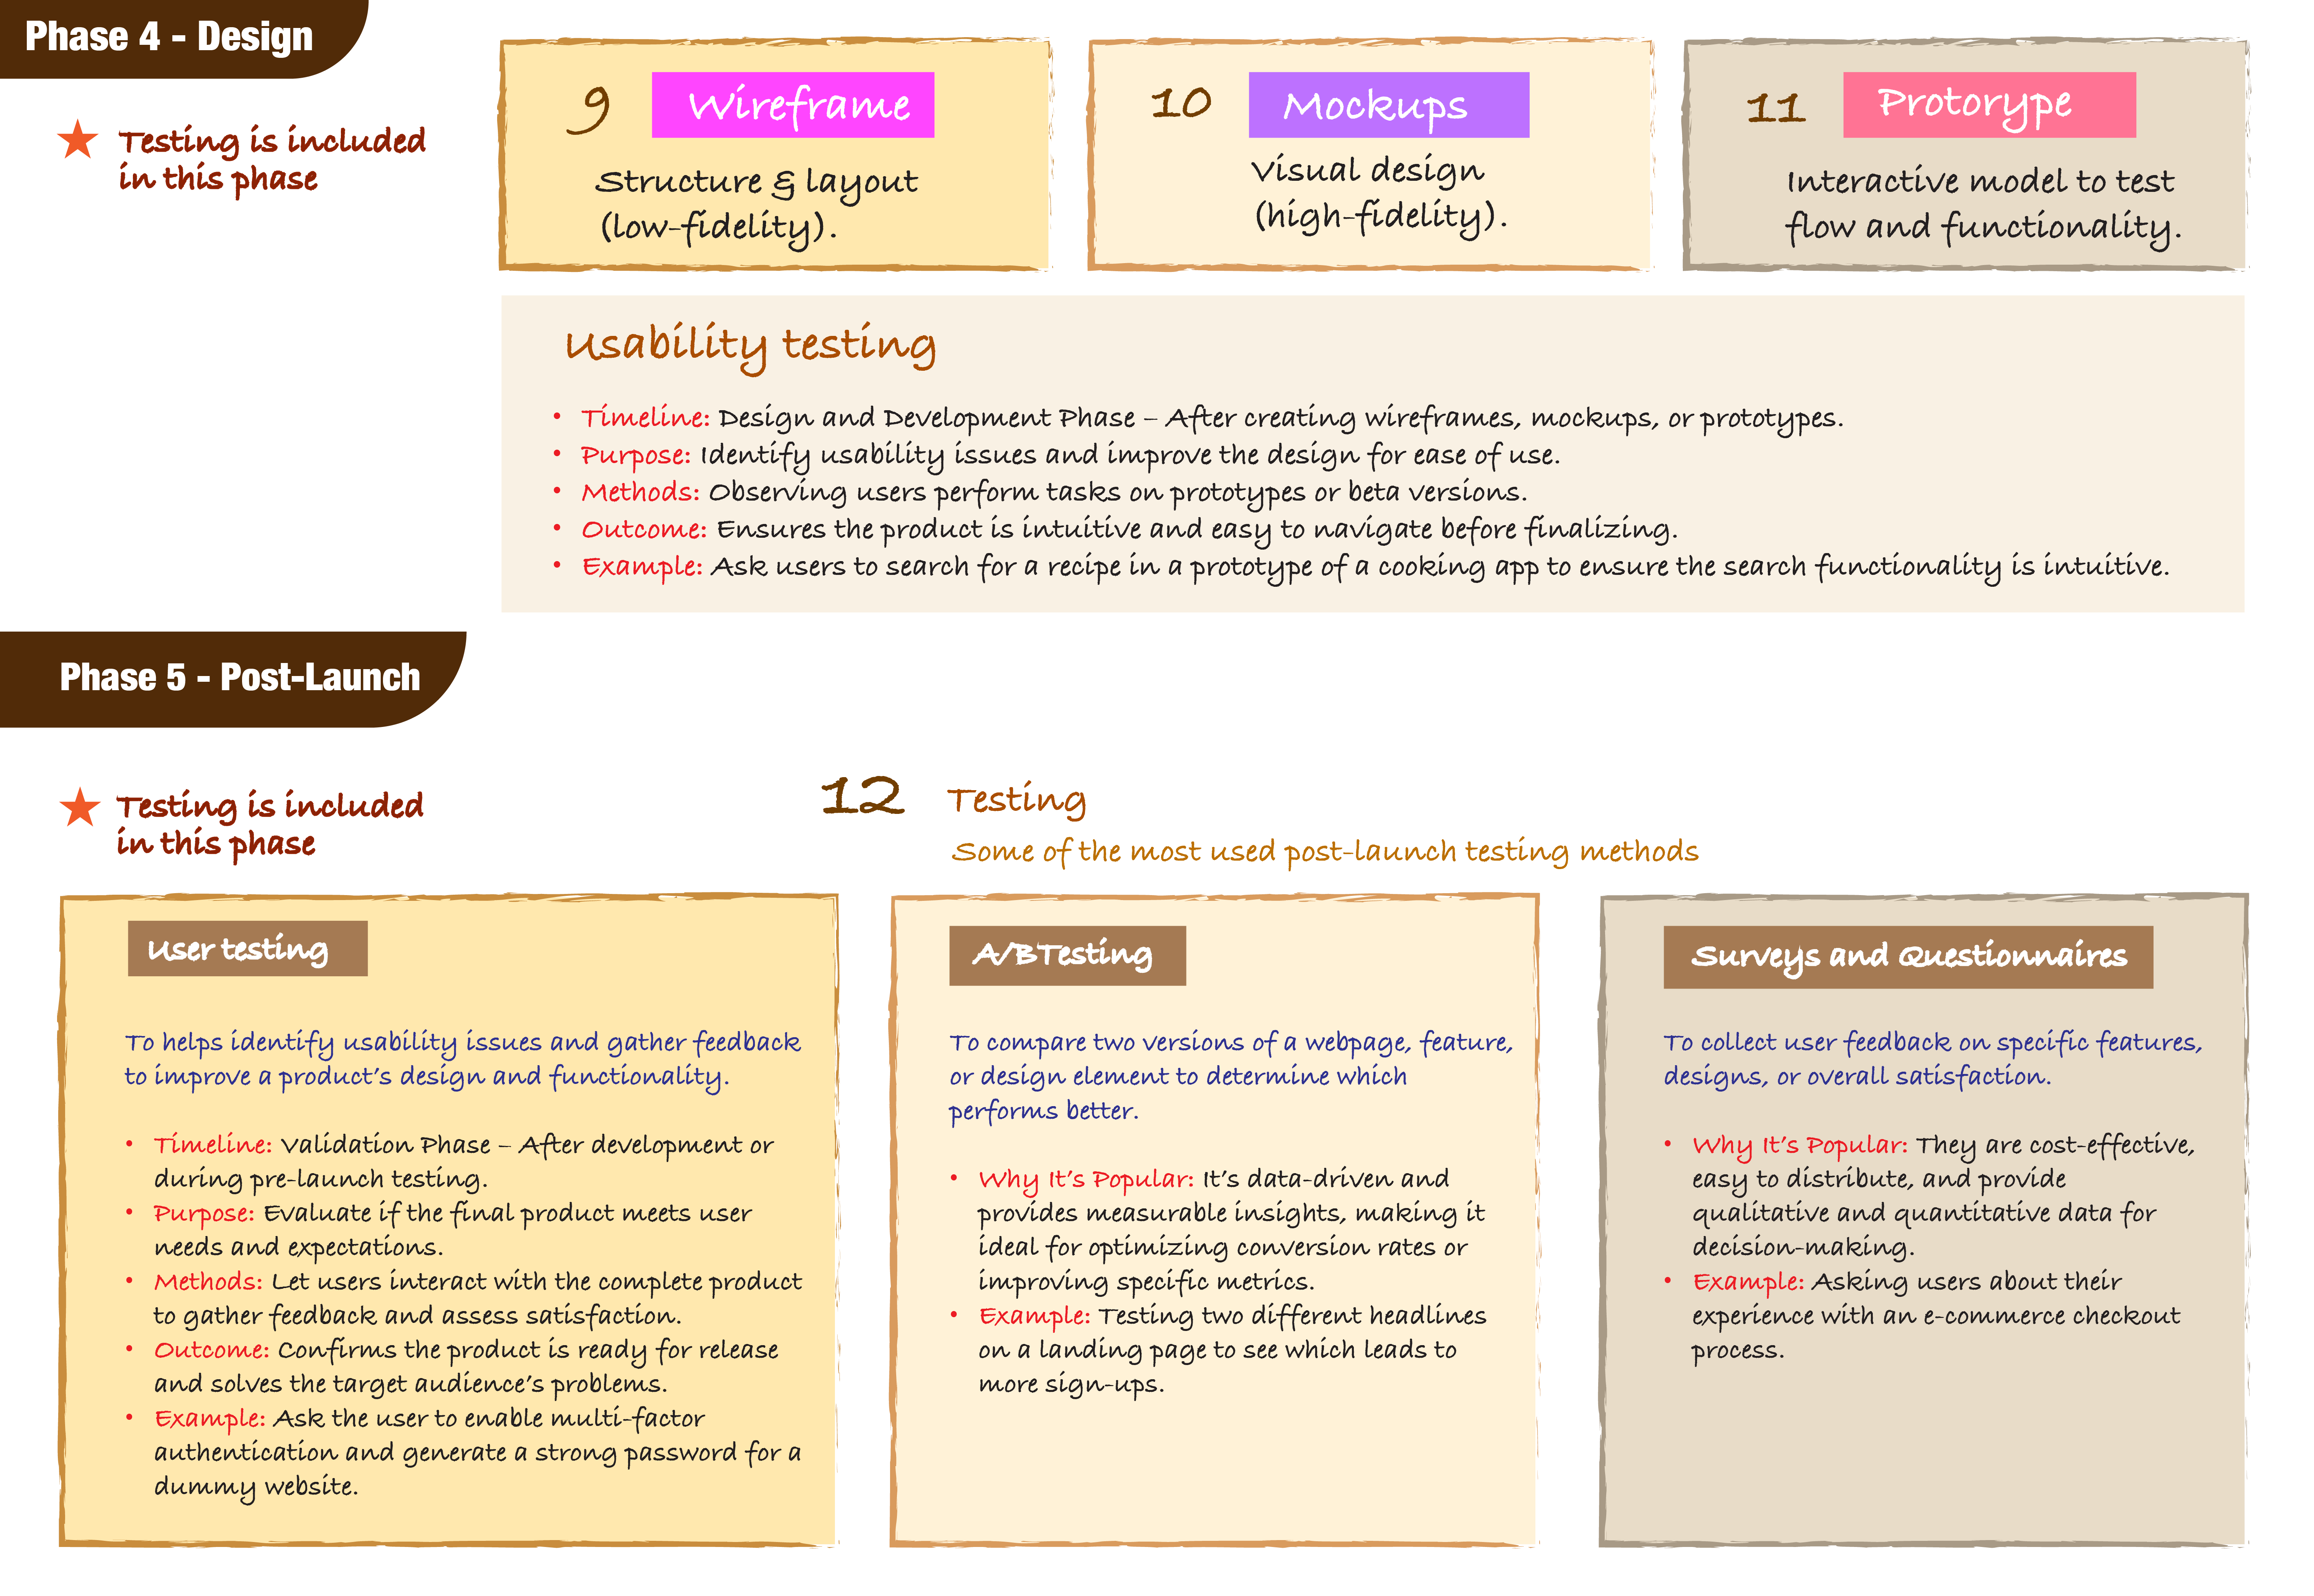 Phase 4 - Design
Testing is included
in this phase
9 Wireframe
Structure & layout
(low-fidelity).
10 Mockups
Visual design
(high-fidelity).
11 Protorype
Interactive model to test
flow and functionality.
Usability testing
• Timeline: Design and Development Phase – After creating wireframes, mockups, or prototypes.
• Purpose: Identify usability issues and improve the design for ease of use.
• Methods: Observing users perform tasks on prototypes or beta versions.
• Outcome: Ensures the product is intuitive and easy to navigate before finalizing.
• Example: Ask users to search for a recipe in a prototype of a cooking app to ensure the search functionality is intuitive.
Phase 5 - Post-Launch
Testing is included
in this phase
12 Testing
Some of the most used post-launch testing methods
User testing
To helps identify usability issues and gather feedback
to improve a product's design and functionality.
• Timeline: Validation Phase – After development or
during pre-launch testing.
• Purpose: Evaluate if the final product meets user
needs and expectations.
• Methods: Let users interact with the complete product
to gather feedback and assess satisfaction.
• Outcome: Confirms the product is ready for release
and solves the target audience's problems.
• Example: Ask the user to enable multi-factor
authentication and generate a strong password for a
dummy website.
A/BTesting
To compare two versions of a webpage, feature,
or design element to determine which
performs better.
• Why It's Popular: It's data-driven and
provides measurable insights, making it
ideal for optimizing conversion rates or
improving specific metrics.
• Example: Testing two different headlines
on a landing page to see which leads to
more sign-ups.
Surveys and Questionnaires
To collect user feedback on specific features,
designs, or overall satisfaction.
• Why It's Popular: They are cost-effective,
easy to distribute, and provide
qualitative and quantitative data for
decision-making.
• Example: Asking users about their
experience with an e-commerce checkout
process.